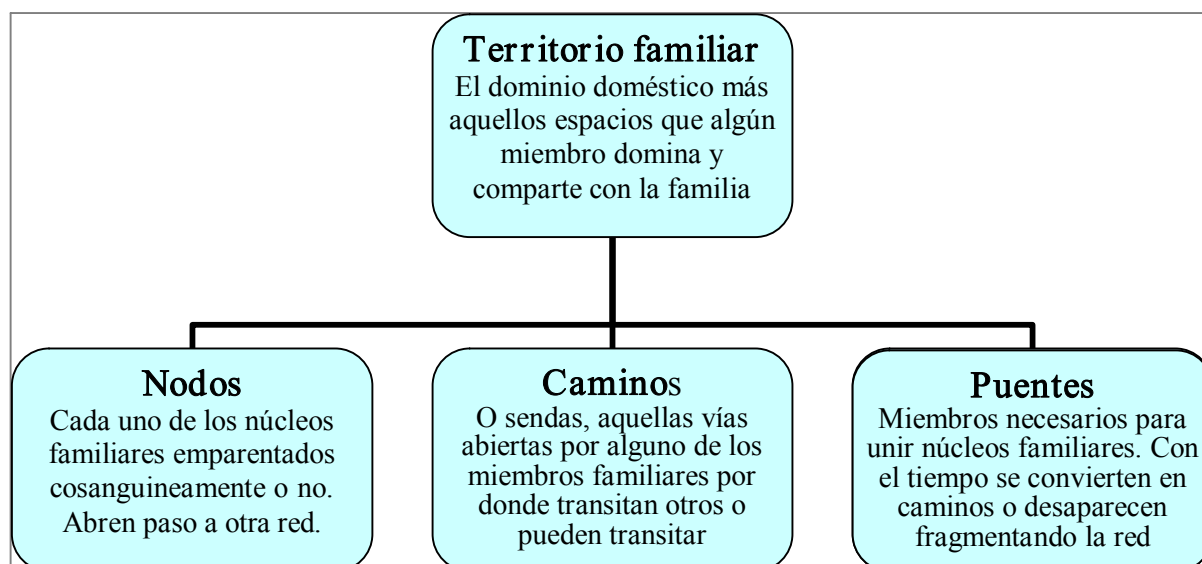 Territorio familiar
El dominio doméstico más
aquellos espacios que algún
miembro domina y
comparte con la familia
Nodos
Cada uno de los núcleos
familiares emparentados
cosanguineamente o no.
Abren paso a otra red.
Caminos
O sendas, aquellas vías
abiertas por alguno de los
miembros familiares por
donde transitan otros o
pueden transitar
Puentes
Miembros necesarios para
unir núcleos familiares. Con
el tiempo se convierten en
caminos o desaparecen
fragmentando la red